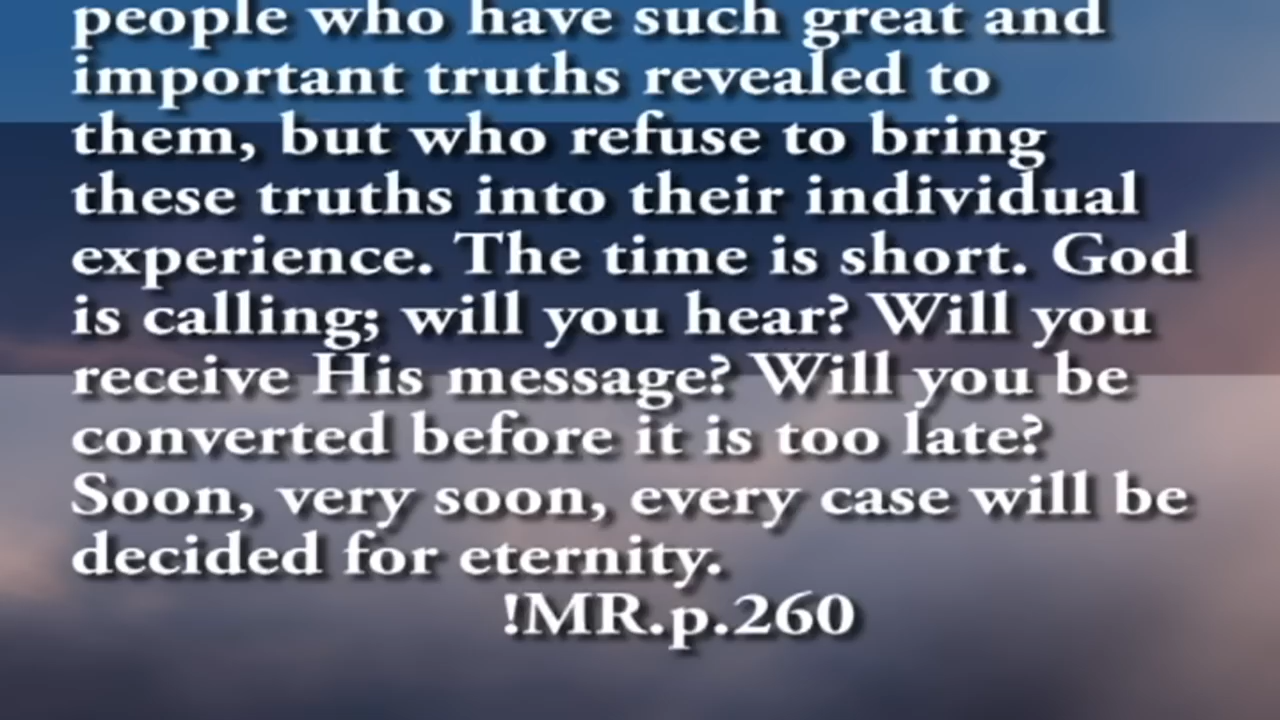 people who have such great and
important truths revealed to
them, but who refuse to bring
these truths into their individual
experience. The time is short. God
is calling; will you hear? Will you
receive His message? Will you be
converted before it is too late?
Soon, very soon, every case will be
decided for eternity.
!MR.p.260